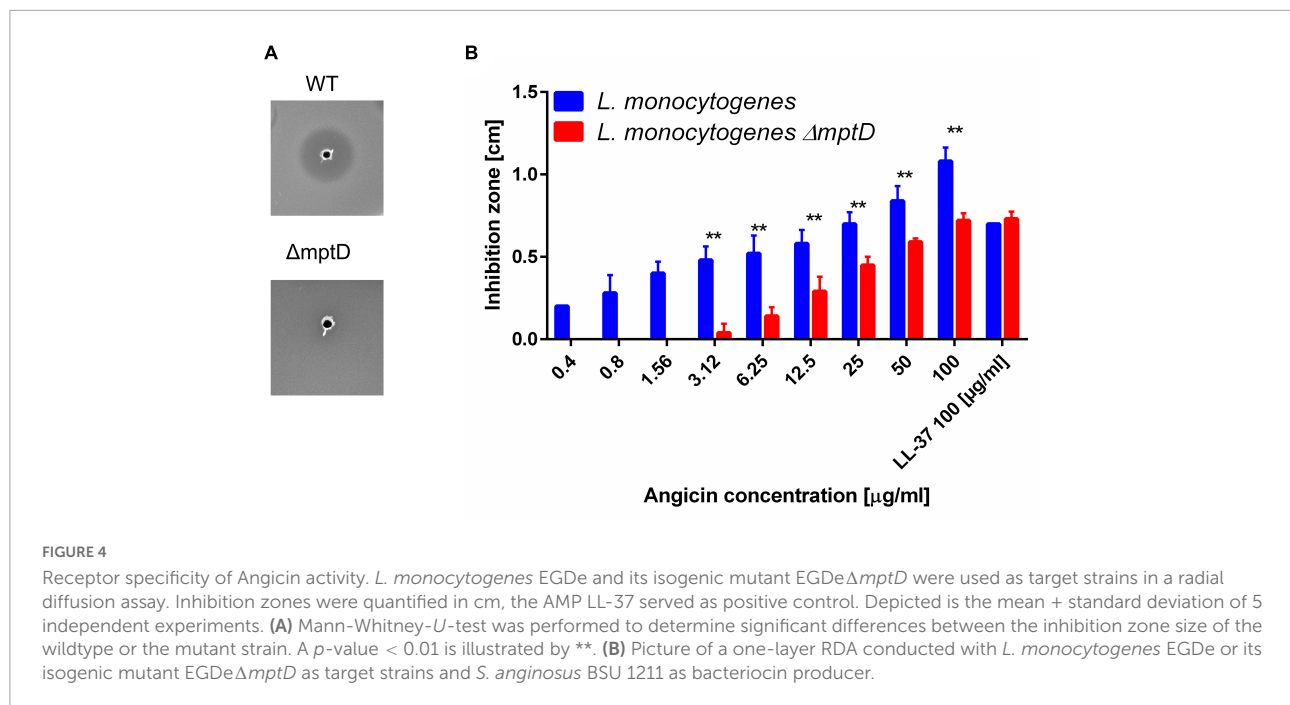 A
WT
ΔmptD
B
1.5
1.0
0.5
0.0
Inhibition zone [cm]
L. monocytogenes
L. monocytogenes ΔmptD
**
**
**
**
**
**
0.4
0.8
1.56
3.12
6.25
12.5
25
50
100
LL-37 100 [µg/ml]
Angicin concentration [µg/ml]
FIGURE 4
Receptor specificity of Angicin activity. L. monocytogenes EGDe and its isogenic mutant EGDeΔmptD were used as target strains in a radial
diffusion assay. Inhibition zones were quantified in cm, the AMP LL-37 served as positive control. Depicted is the mean + standard deviation of 5
independent experiments. (A) Mann-Whitney-U-test was performed to determine significant differences between the inhibition zone size of the
wildtype or the mutant strain. A p-value < 0.01 is illustrated by **. (B) Picture of a one-layer RDA conducted with L. monocytogenes EGDe or its
isogenic mutant EGDeΔmptD as target strains and S. anginosus BSU 1211 as bacteriocin producer.